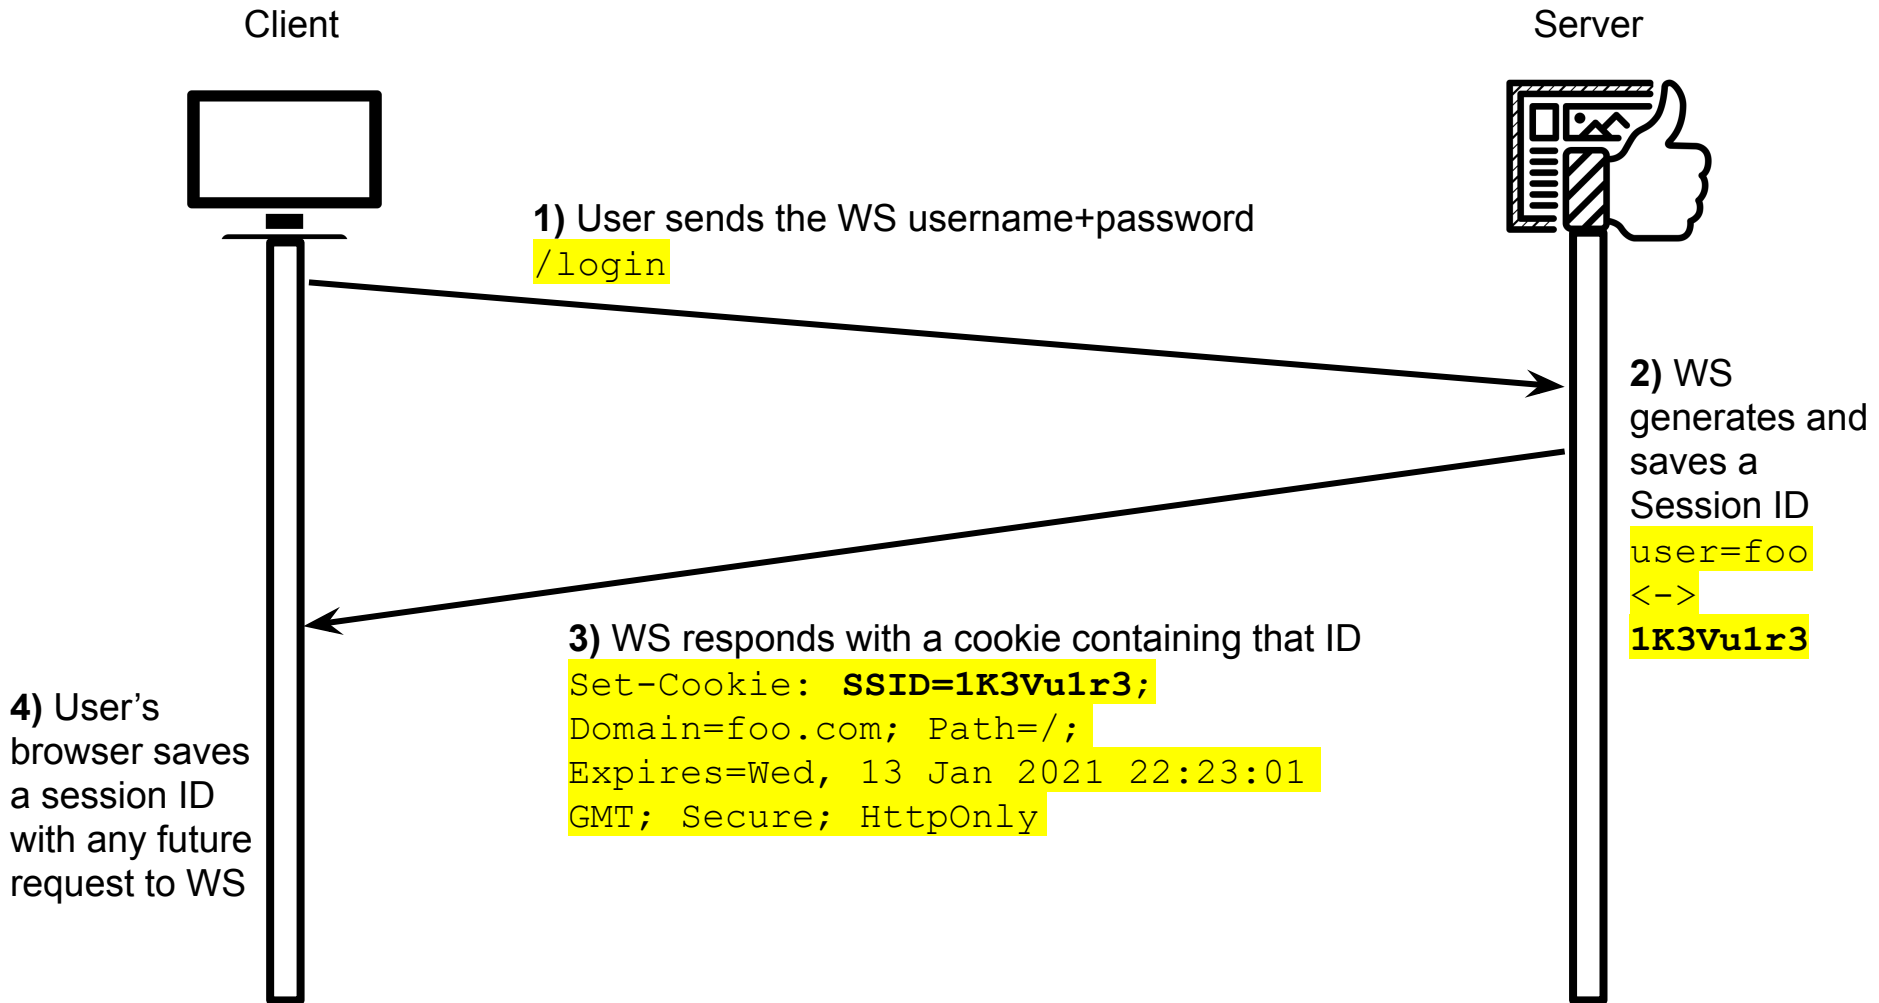 Client
Server
1) User sends the WS username+password
/login
2) WS
generates and
saves a
Session ID
user=foo
<->
1K3Vu1r3
3) WS responds with a cookie containing that ID
Set-Cookie: SSID=1K3Vu1r3;
Domain=foo.com; Path=/;
Expires=Wed, 13 Jan 2021 22:23:01
GMT; Secure; HttpOnly
4) User’s
browser saves
a session ID
with any future
request to WS